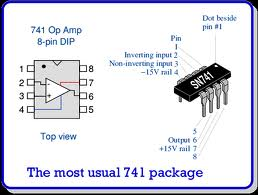 741 Op Amp
8-pin DIP
1 8
2 7
3 6
4 5
Top view
Dot beside
pin #1
Pin
1
Inverting input 2
Non-inverting input 3
-15V rail 4
SN741
5
Output 6
+15V rail 7
8
The most usual 741 package